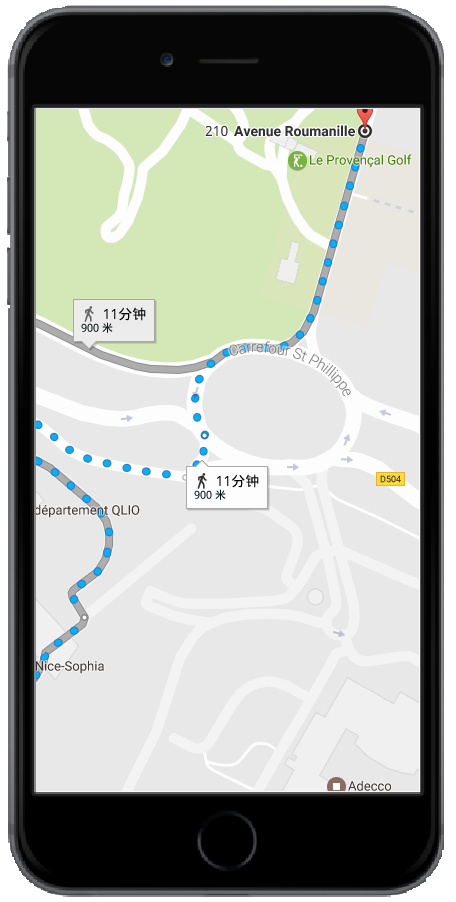 210 Avenue Roumanille
Le Provençal Golf
11分钟
900 米
Carrefour St Phillippe
11分钟
900 米
D504
département QLIO
Nice-Sophia
Adecco